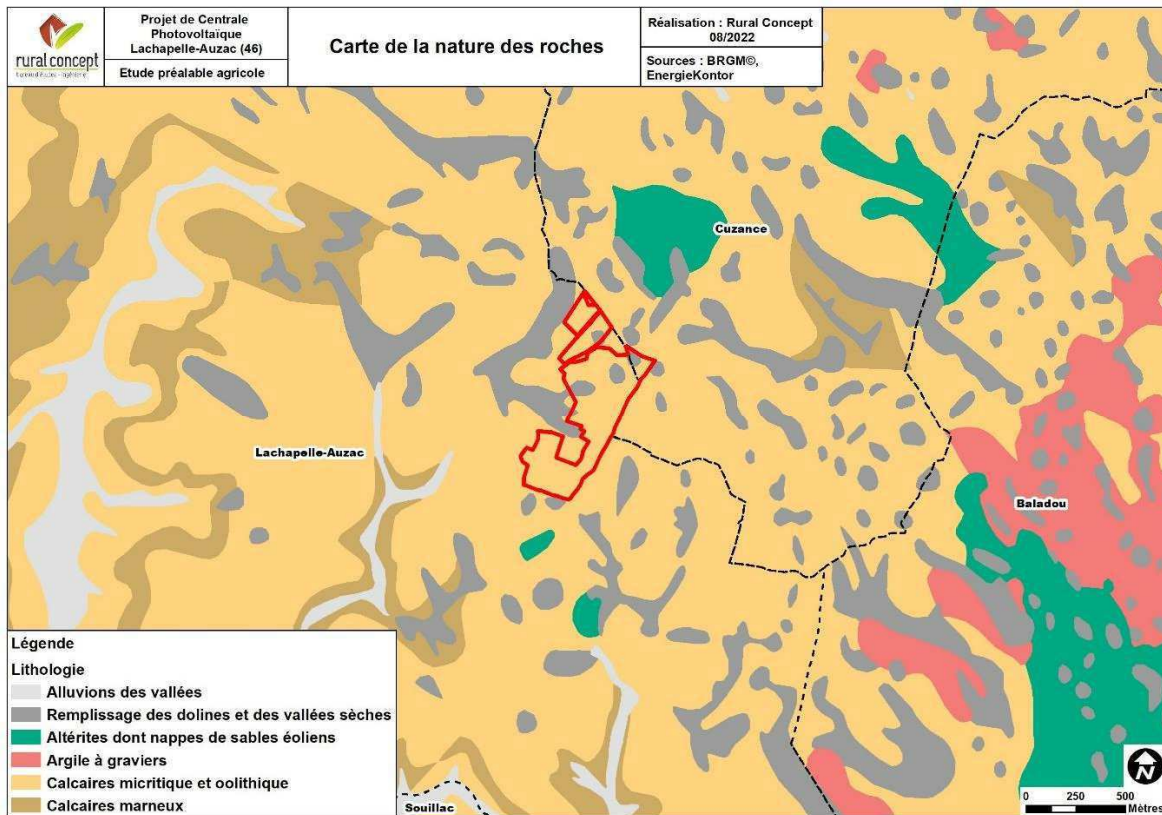 rural concept
Projet de Centrale
Photovoltaïque
Lachapelle-Auzac (46)
Etude préalable agricole
Carte de la nature des roches
Réalisation : Rural Concept
08/2022
Sources : BRGM©,
EnergieKontor
Cuzance
Lachapelle-Auzac
Baladou
Souillac
Légende
Lithologie
Alluvions des vallées
Remplissage des dolines et des vallées sèches
Altérites dont nappes de sables éoliens
Argile à graviers
Calcaires micritique et oolithique
Calcaires marneux
N
0 250 500
Mètres